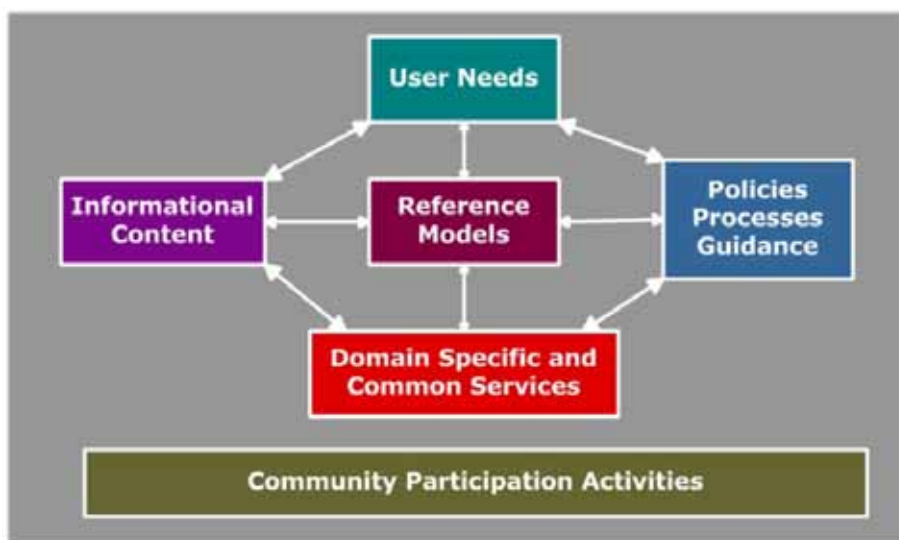 User Needs
Informational
Content
Reference
Models
Policies
Processes
Guidance
Domain Specific and
Common Services
Community Participation Activities